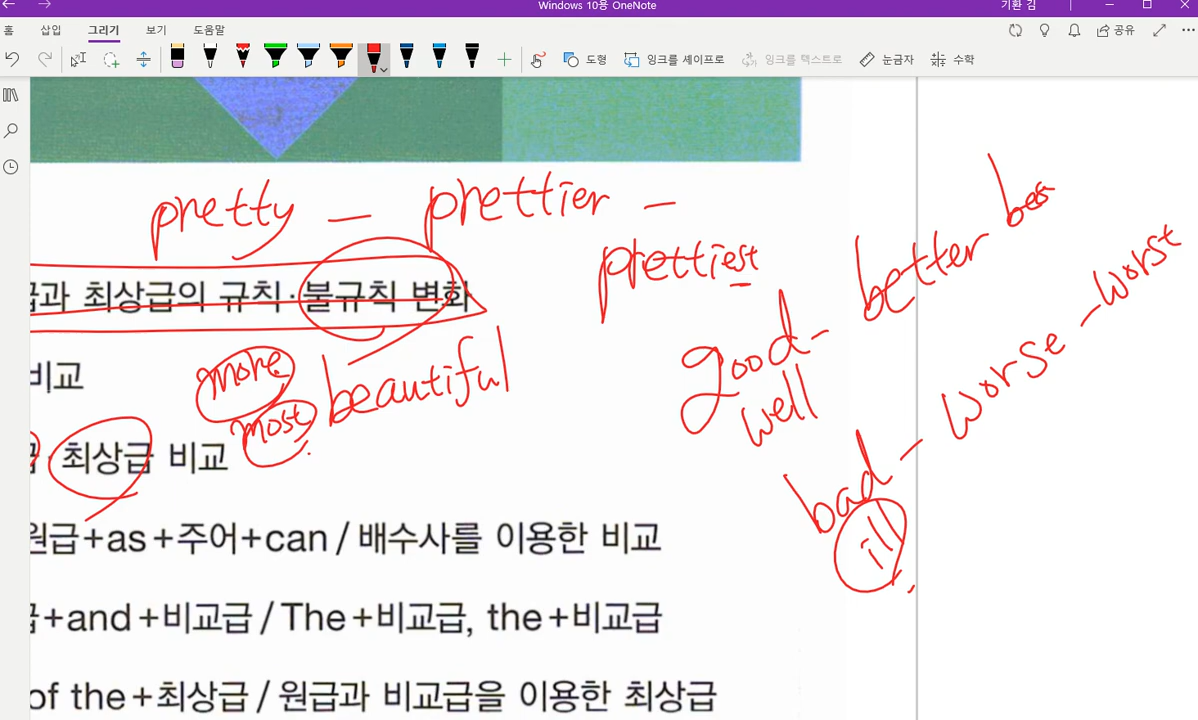 Windows 10용 OneNote
기환 김
홈 삽입 그리기 보기 도움말
공유
도형 잉크를 셰이프로 잉크를 텍스트로 눈금자 수학
pretty - prettier -
prettiest
급과 최상급의 규칙·불규칙 변화
good - better bes
well
bad - worse - worst
ill
비교
more beautiful
most
급·최상급 비교
원급+as+주어+can / 배수사를 이용한 비교
급+and+비교급 / The+비교급, the+비교급
of the+최상급 / 원급과 비교급을 이용한 최상급